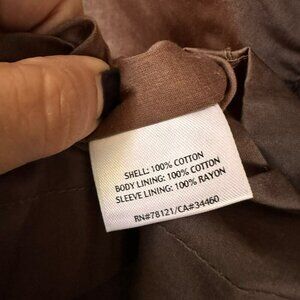 SHELL: 100% COTTON
BODY LINING: 100% COTTON
SLEEVE LINING: 100% RAYON
RN#78121/CA#34460